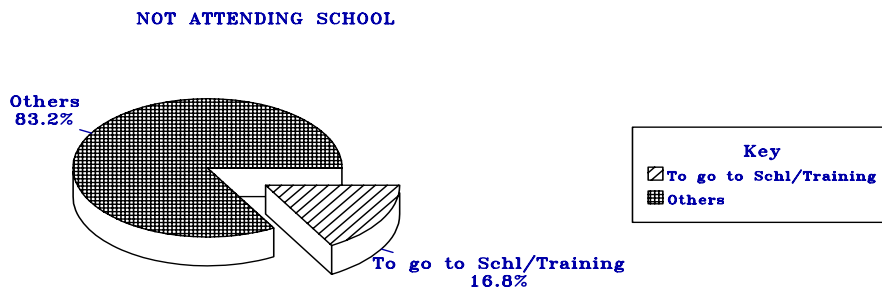 NOT ATTENDING SCHOOL
Others
83.2%
Key
To go to Schl/Training
Others
To go to Schl/Training
16.8%